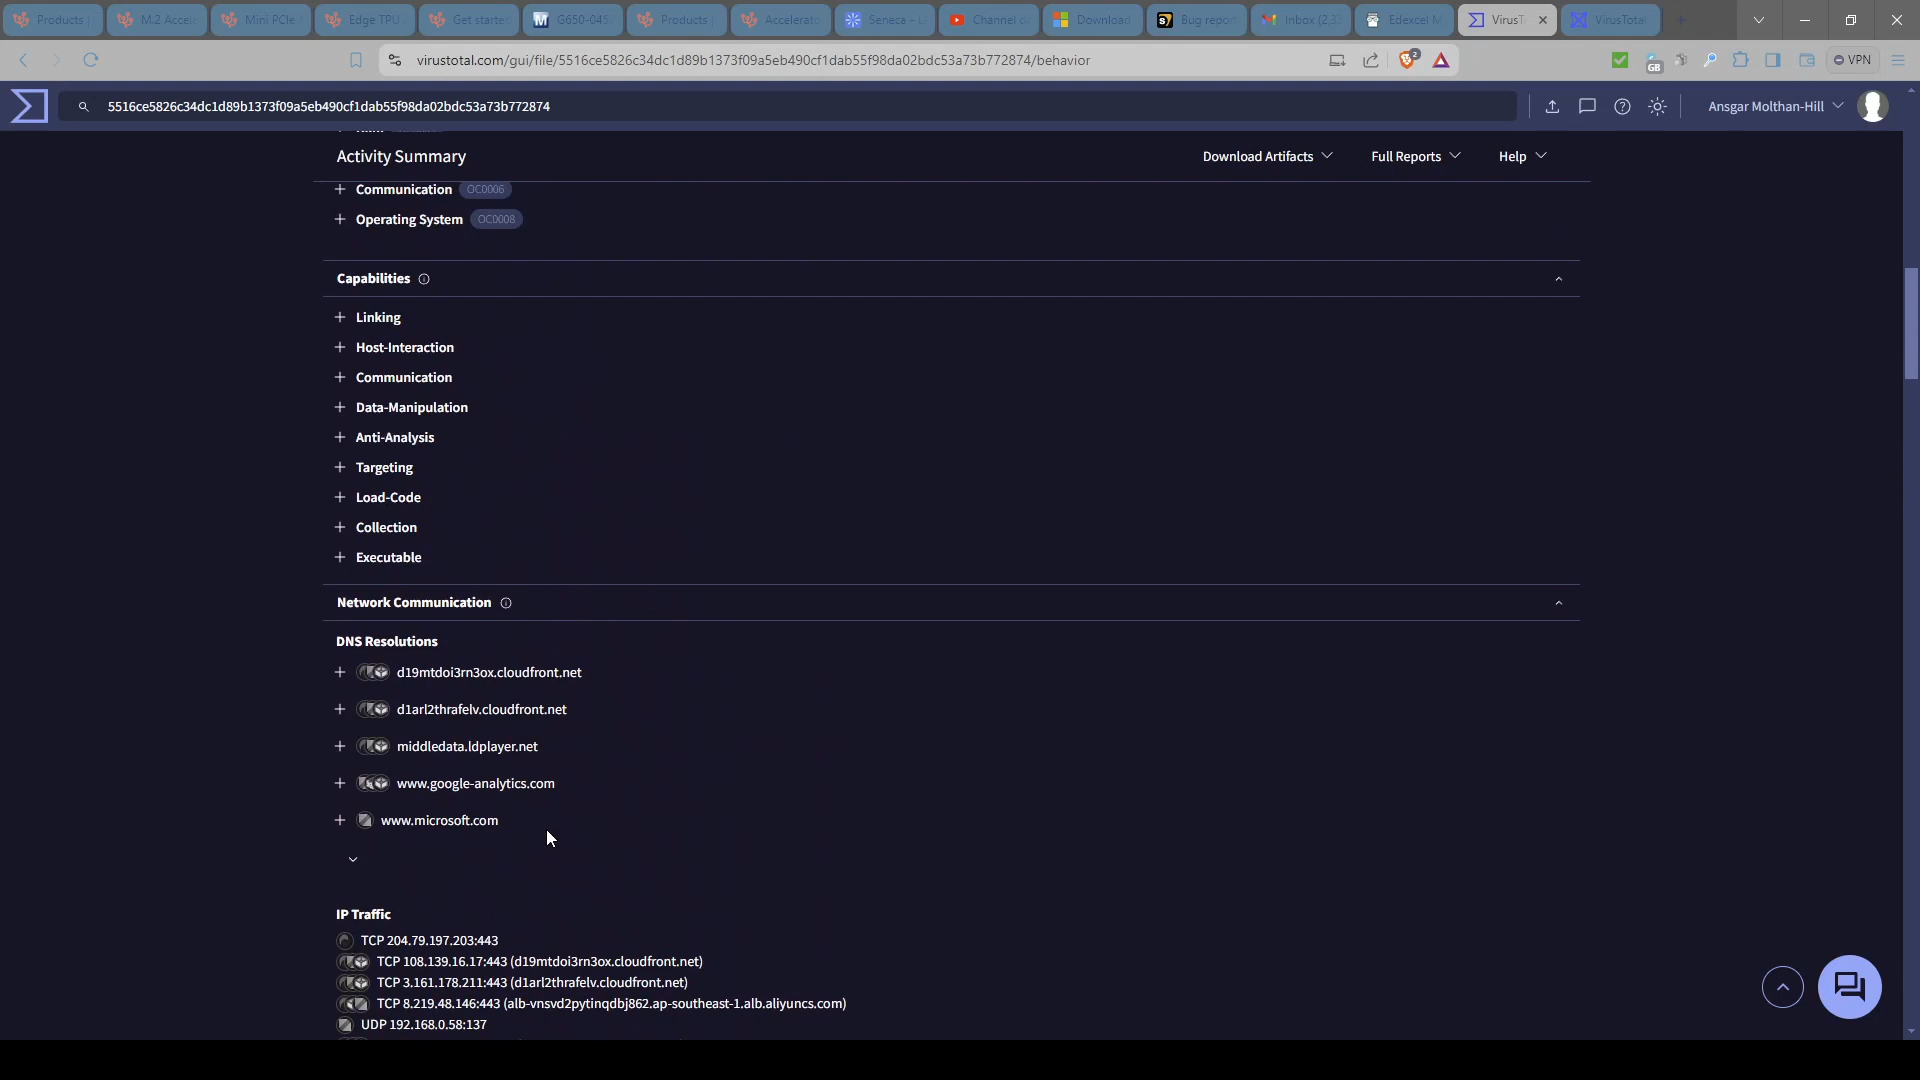 Products
M.2 Accele
Mini PCIe A
Edge TPU
Get starte
G650-045
Products
Accelerato
Seneca – L
Channel d
Download
Bug repor
Inbox (2,3
Edexcel M
VirusT
VirusTotal
virustotal.com/gui/file/5516ce5826c34dc1d89b1373f09a5eb490cf1dab55f98da02bdc53a73b772874/behavior
2
GB
VPN
5516ce5826c34dc1d89b1373f09a5eb490cf1dab55f98da02bdc53a73b772874
Ansgar Molthan-Hill
Activity Summary
Download Artifacts
Full Reports
Help
Communication OC0006
Operating System OC0008
Capabilities
Linking
Host-Interaction
Communication
Data-Manipulation
Anti-Analysis
Targeting
Load-Code
Collection
Executable
Network Communication
DNS Resolutions
d19mtdoi3rn3ox.cloudfront.net
d1arl2thrafelv.cloudfront.net
middledata.ldplayer.net
www.google-analytics.com
www.microsoft.com
IP Traffic
TCP 204.79.197.203:443
TCP 108.139.16.17:443 (d19mtdoi3rn3ox.cloudfront.net)
TCP 3.161.178.211:443 (d1arl2thrafelv.cloudfront.net)
TCP 8.219.48.146:443 (alb-vnsvd2pytinqdbj862.ap-southeast-1.alb.aliyuncs.com)
UDP 192.168.0.58:137